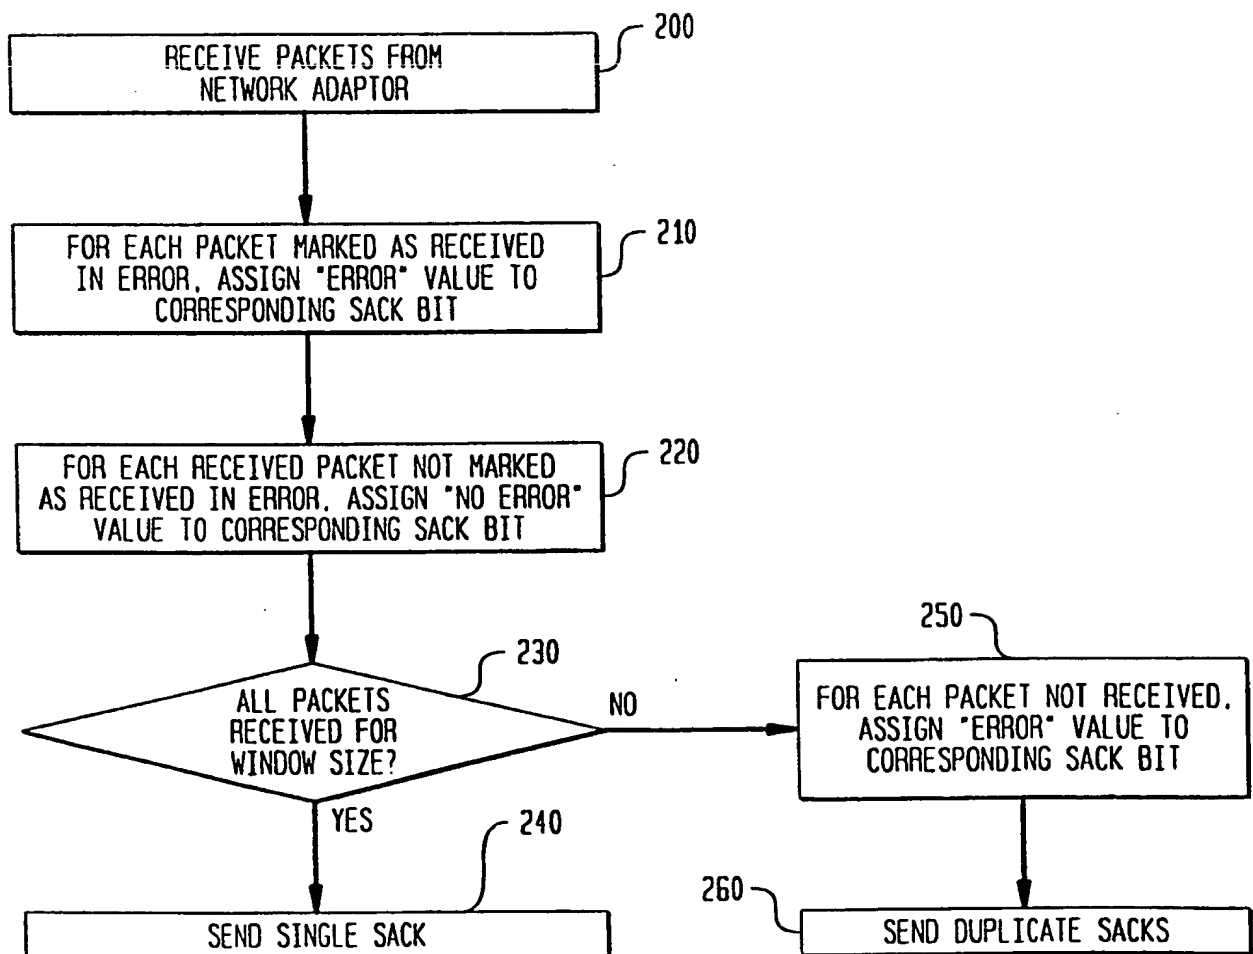 200
RECEIVE PACKETS FROM
NETWORK ADAPTOR
210
FOR EACH PACKET MARKED AS RECEIVED
IN ERROR, ASSIGN "ERROR" VALUE TO
CORRESPONDING SACK BIT
220
FOR EACH RECEIVED PACKET NOT MARKED
AS RECEIVED IN ERROR, ASSIGN "NO ERROR"
VALUE TO CORRESPONDING SACK BIT
230
ALL PACKETS
RECEIVED FOR
WINDOW SIZE?
NO
YES
250
FOR EACH PACKET NOT RECEIVED,
ASSIGN "ERROR" VALUE TO
CORRESPONDING SACK BIT
240
SEND SINGLE SACK
260
SEND DUPLICATE SACKS